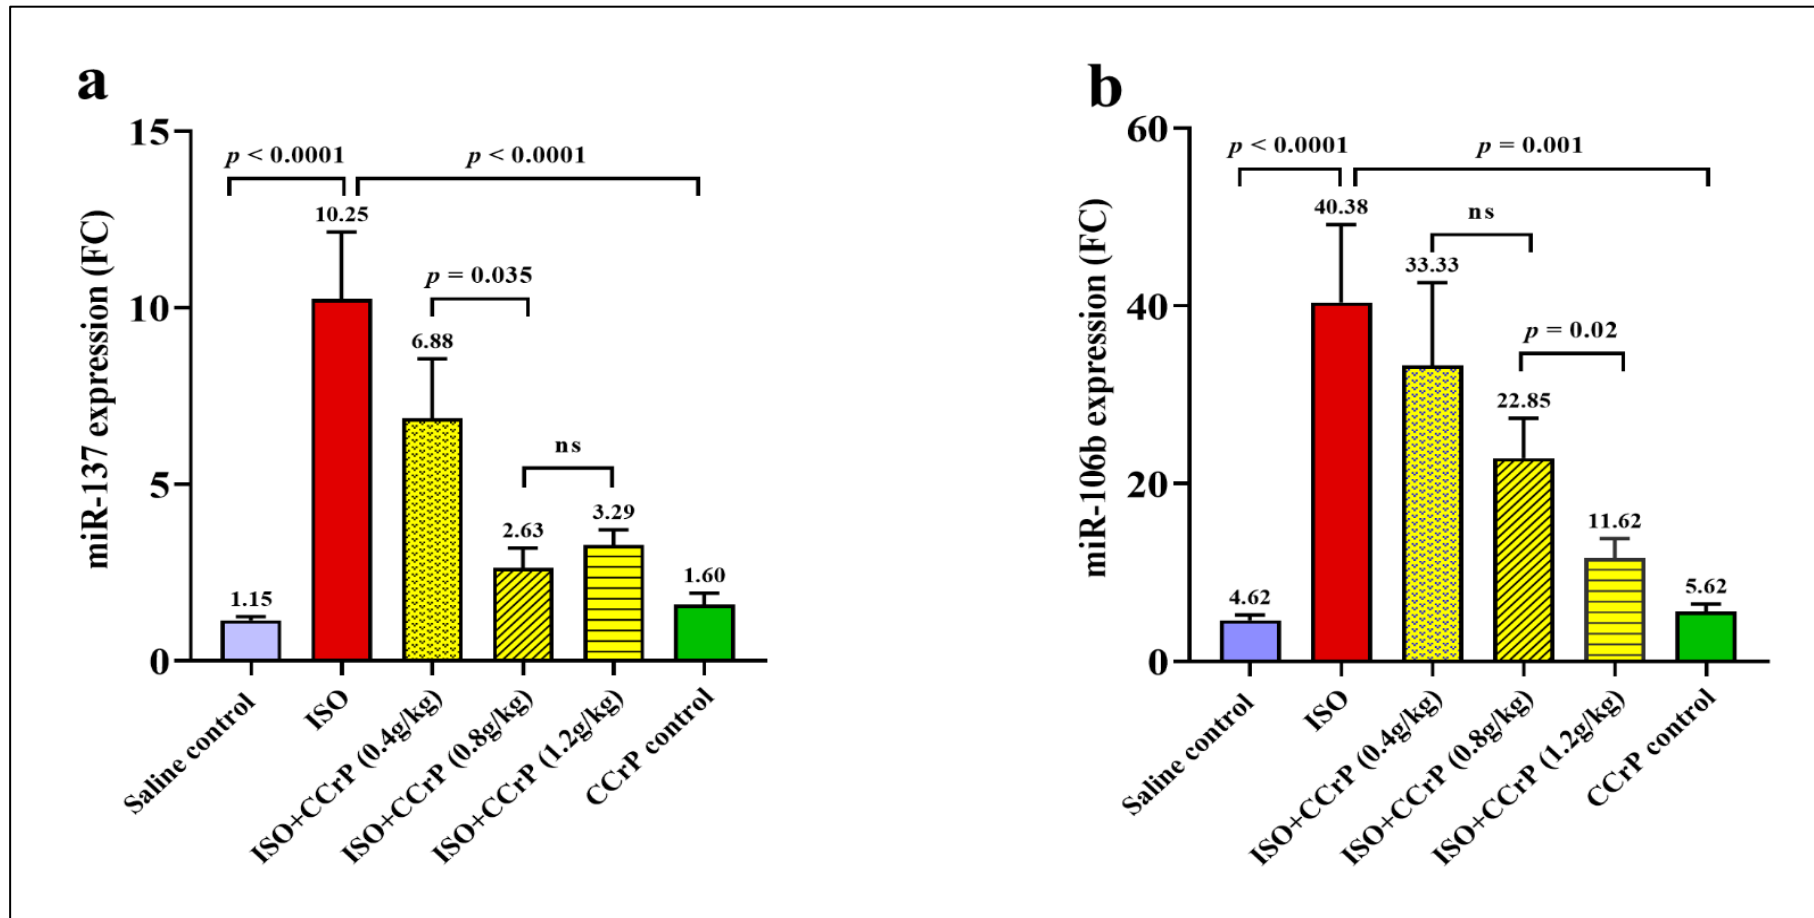 a
miR-137 expression (FC)
15
10
5
0
p < 0.0001
p < 0.0001
10.25
p = 0.035
6.88
ns
2.63
3.29
1.15
1.60
Saline control
ISO
ISO+CCrP (0.4g/kg)
ISO+CCrP (0.8g/kg)
ISO+CCrP (1.2g/kg)
CCrP control
b
miR-106b expression (FC)
60
40
20
0
p < 0.0001
p = 0.001
40.38
ns
33.33
p = 0.02
22.85
11.62
4.62
5.62
Saline control
ISO
ISO+CCrP (0.4g/kg)
ISO+CCrP (0.8g/kg)
ISO+CCrP (1.2g/kg)
CCrP control